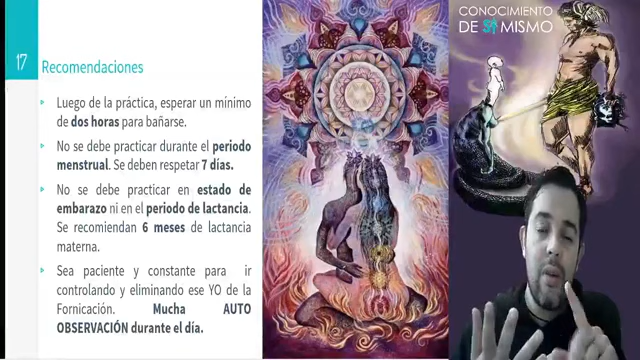 17
Recomendaciones
Luego de la práctica, esperar un mínimo
de dos horas para bañarse.
No se debe practicar durante el periodo
menstrual. Se deben respetar 7 días.
No se debe practicar en estado de
embarazo ni en el periodo de lactancia.
Se recomiendan 6 meses de lactancia
materna.
Sea paciente y constante para ir
controlando y eliminando ese YO de la
Fornicación. Mucha AUTO
OBSERVACIÓN durante el día.
CONOCIMIENTO
DE SÍ MISMO